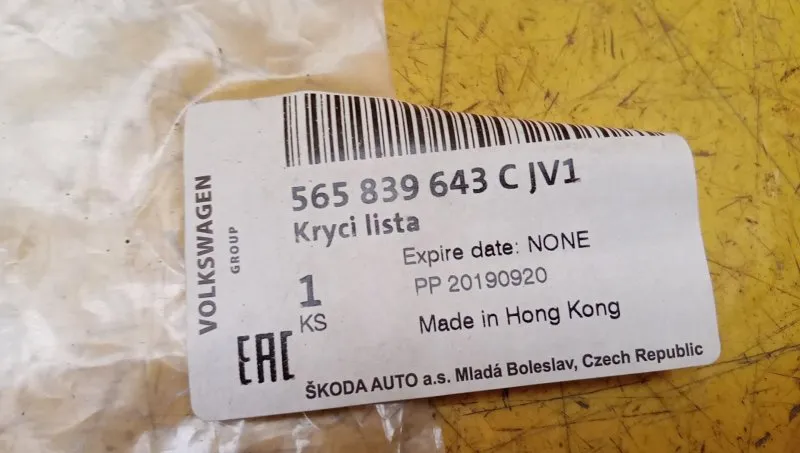 565 839 643 C JV1
Kryci lista
VOLKSWAGEN
GROUP
1
KS
Expire date: NONE
PP 20190920
Made in Hong Kong
EAC
ŠKODA AUTO a.s. Mladá Boleslav, Czech Republic